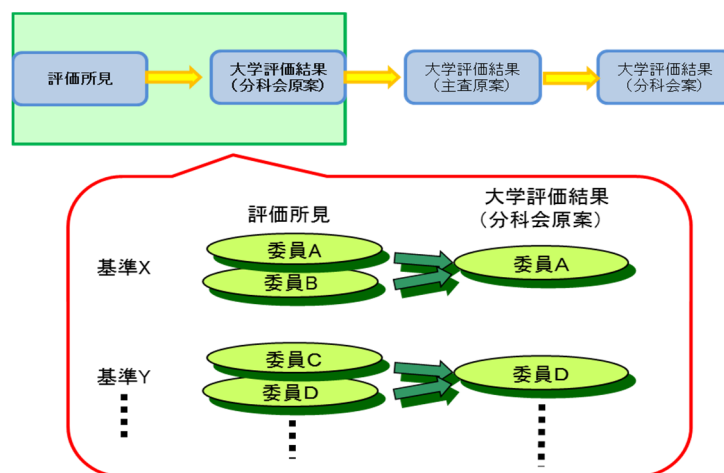 評価所見
大学評価結果
(分科会原案)
大学評価結果
(主査原案)
大学評価結果
(分科会案)
評価所見
大学評価結果
(分科会原案)
基準X
委員A
委員B
委員A
基準Y
委員C
委員D
委員D